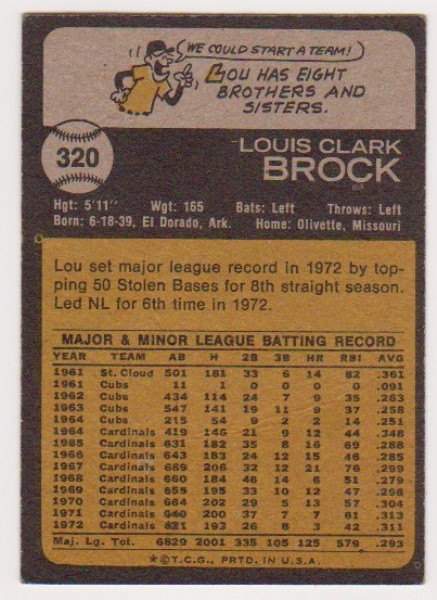 WE COULD START A TEAM!
LOU HAS EIGHT
BROTHERS AND
SISTERS.
320
LOUIS CLARK
BROCK
Hgt: 5'11" Wgt: 165 Bats: Left Throws: Left
Born: 6-18-39, El Dorado, Ark. Home: Olivette, Missouri
Lou set major league record in 1972 by top-
ping 50 Stolen Bases for 8th straight season.
Led NL for 6th time in 1972.
MAJOR & MINOR LEAGUE BATTING RECORD
YEAR TEAM AB H 2B 3B HR RBI AVG
1961 St. Cloud 501 181 33 6 14 82 .361
1961 Cubs 11 1 0 0 0 0 .091
1962 Cubs 434 114 24 7 9 35 .263
1963 Cubs 547 141 19 11 9 37 .258
1964 Cubs 215 54 9 2 2 14 .251
1964 Cardinals 419 146 21 9 12 44 .348
1965 Cardinals 631 182 35 8 16 69 .288
1966 Cardinals 643 183 24 12 15 46 .285
1967 Cardinals 689 206 32 12 21 76 .299
1968 Cardinals 660 184 46 14 6 51 .279
1969 Cardinals 655 195 33 10 12 47 .298
1970 Cardinals 664 202 29 5 13 57 .304
1971 Cardinals 640 200 37 7 7 61 .313
1972 Cardinals 621 193 26 8 3 42 .311
Maj. Lg. Tot. 6829 2001 335 105 125 579 .293
*©T.C.G., PRTD. IN U.S.A.